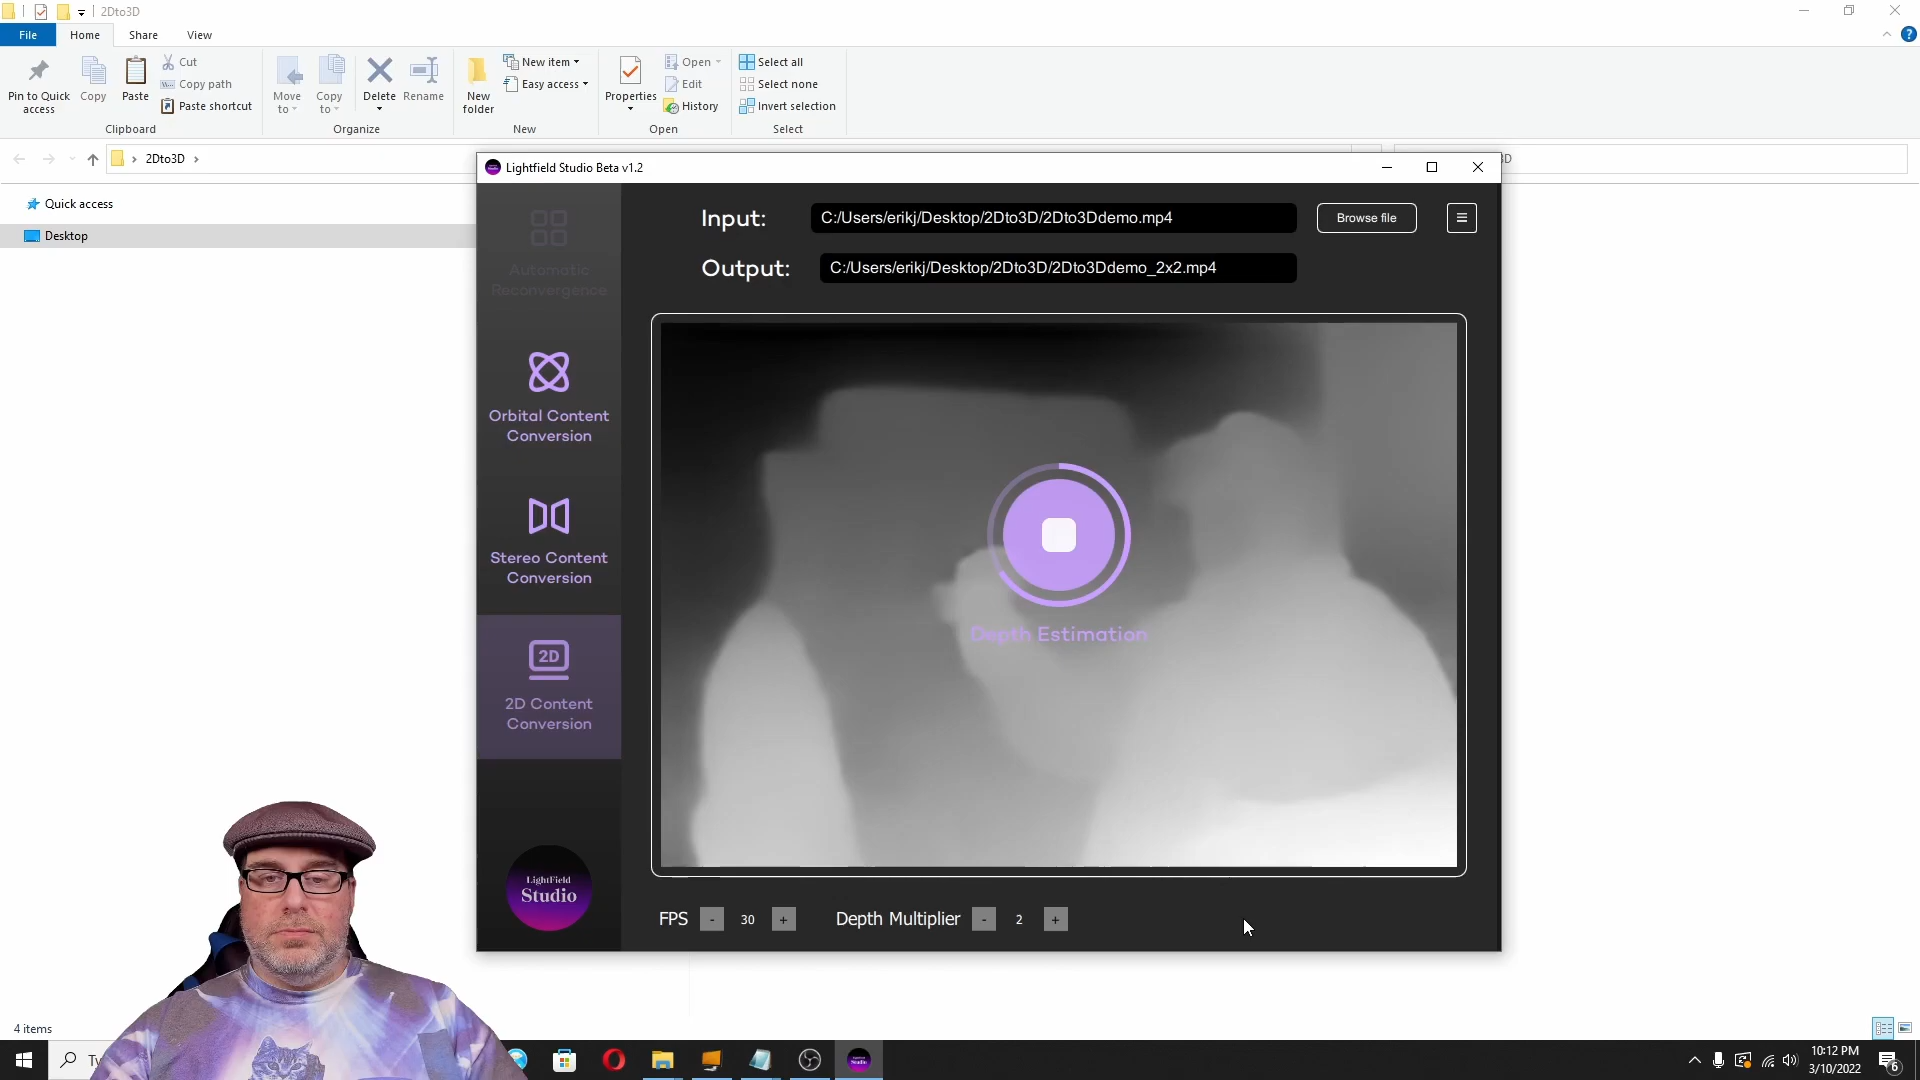 2Dto3D
File
Home
Share
View
Pin to Quick access
Copy
Paste
Cut
Copy path
Paste shortcut
Clipboard
Move to
Copy to
Delete
Rename
Organize
New folder
New item
Easy access
New
Properties
Open
Edit
History
Open
Select all
Select none
Invert selection
Select
2Dto3D
Quick access
Desktop
Lightfield Studio Beta v1.2
Input:
C:/Users/erikj/Desktop/2Dto3D/2Dto3Ddemo.mp4
Browse file
Output:
C:/Users/erikj/Desktop/2Dto3D/2Dto3Ddemo_2x2.mp4
Automatic
Reconvergence
Orbital Content
Conversion
Stereo Content
Conversion
2D
2D Content
Conversion
Depth Estimation
LightField
Studio
FPS - 30 +
Depth Multiplier - 2 +
4 items
10:12 PM
3/10/2022
6